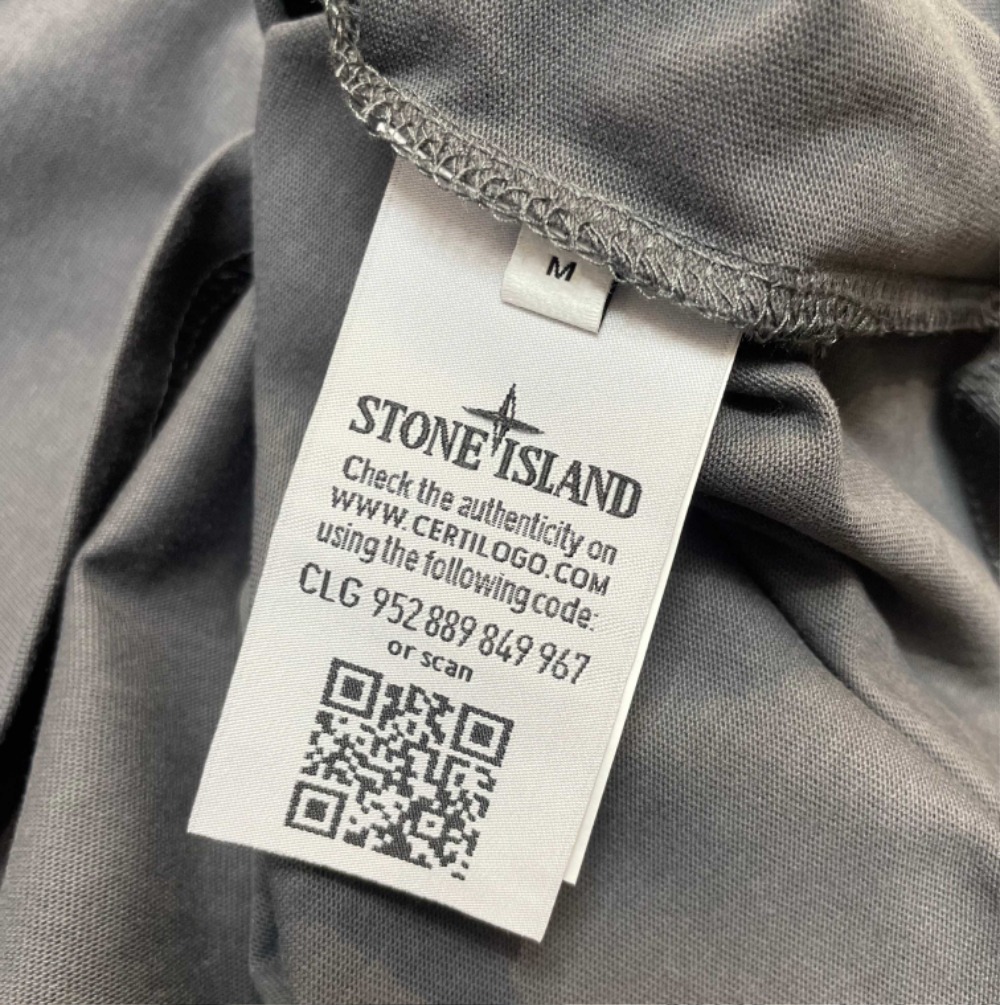 M
STONE ISLAND
Check the authenticity on
WWW.CERTILOGO.COM
using the following code:
CLG 952 889 849 967
or scan